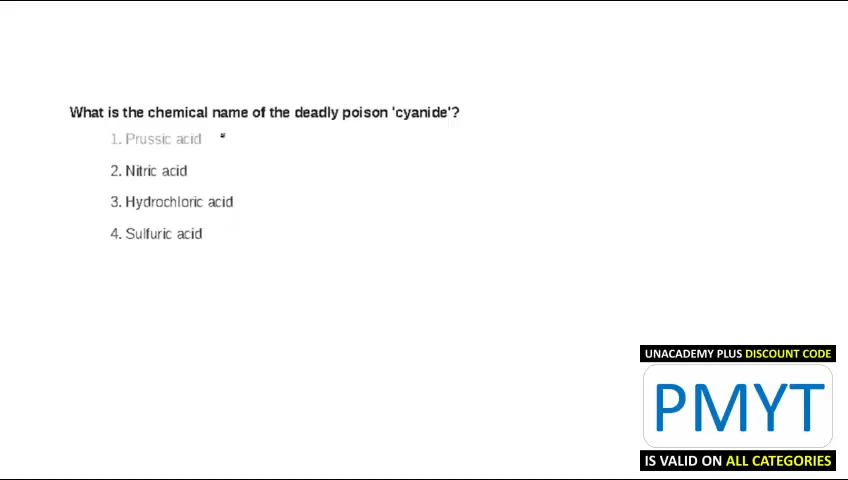 What is the chemical name of the deadly poison 'cyanide'?
1. Prussic acid
2. Nitric acid
3. Hydrochloric acid
4. Sulfuric acid
UNACADEMY PLUS DISCOUNT CODE
PMYT
IS VALID ON ALL CATEGORIES